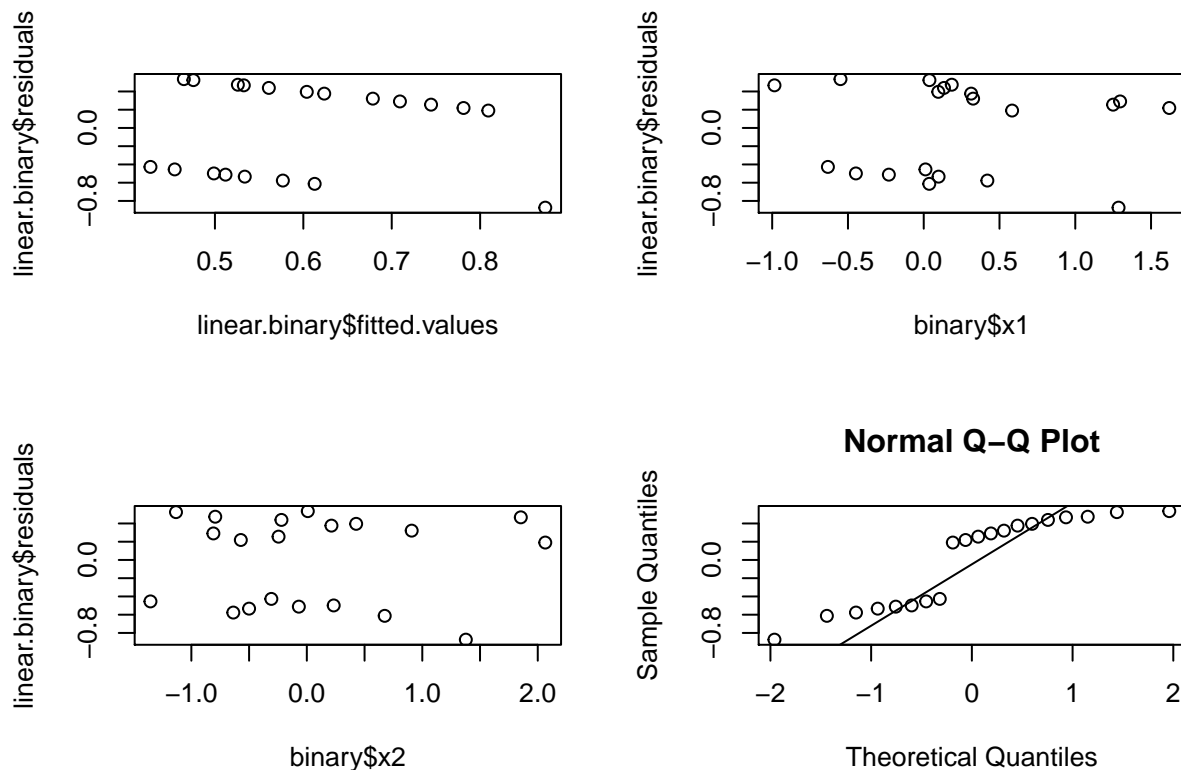 linear.binary$residuals
0.0
−0.8
0.5 0.6 0.7 0.8
linear.binary$fitted.values
linear.binary$residuals
0.0
−0.8
−1.0 −0.5 0.0 0.5 1.0 1.5
binary$x1
linear.binary$residuals
0.0
−0.8
−1.0 0.0 1.0 2.0
binary$x2
Normal Q−Q Plot
Sample Quantiles
0.0
−0.8
−2 −1 0 1 2
Theoretical Quantiles